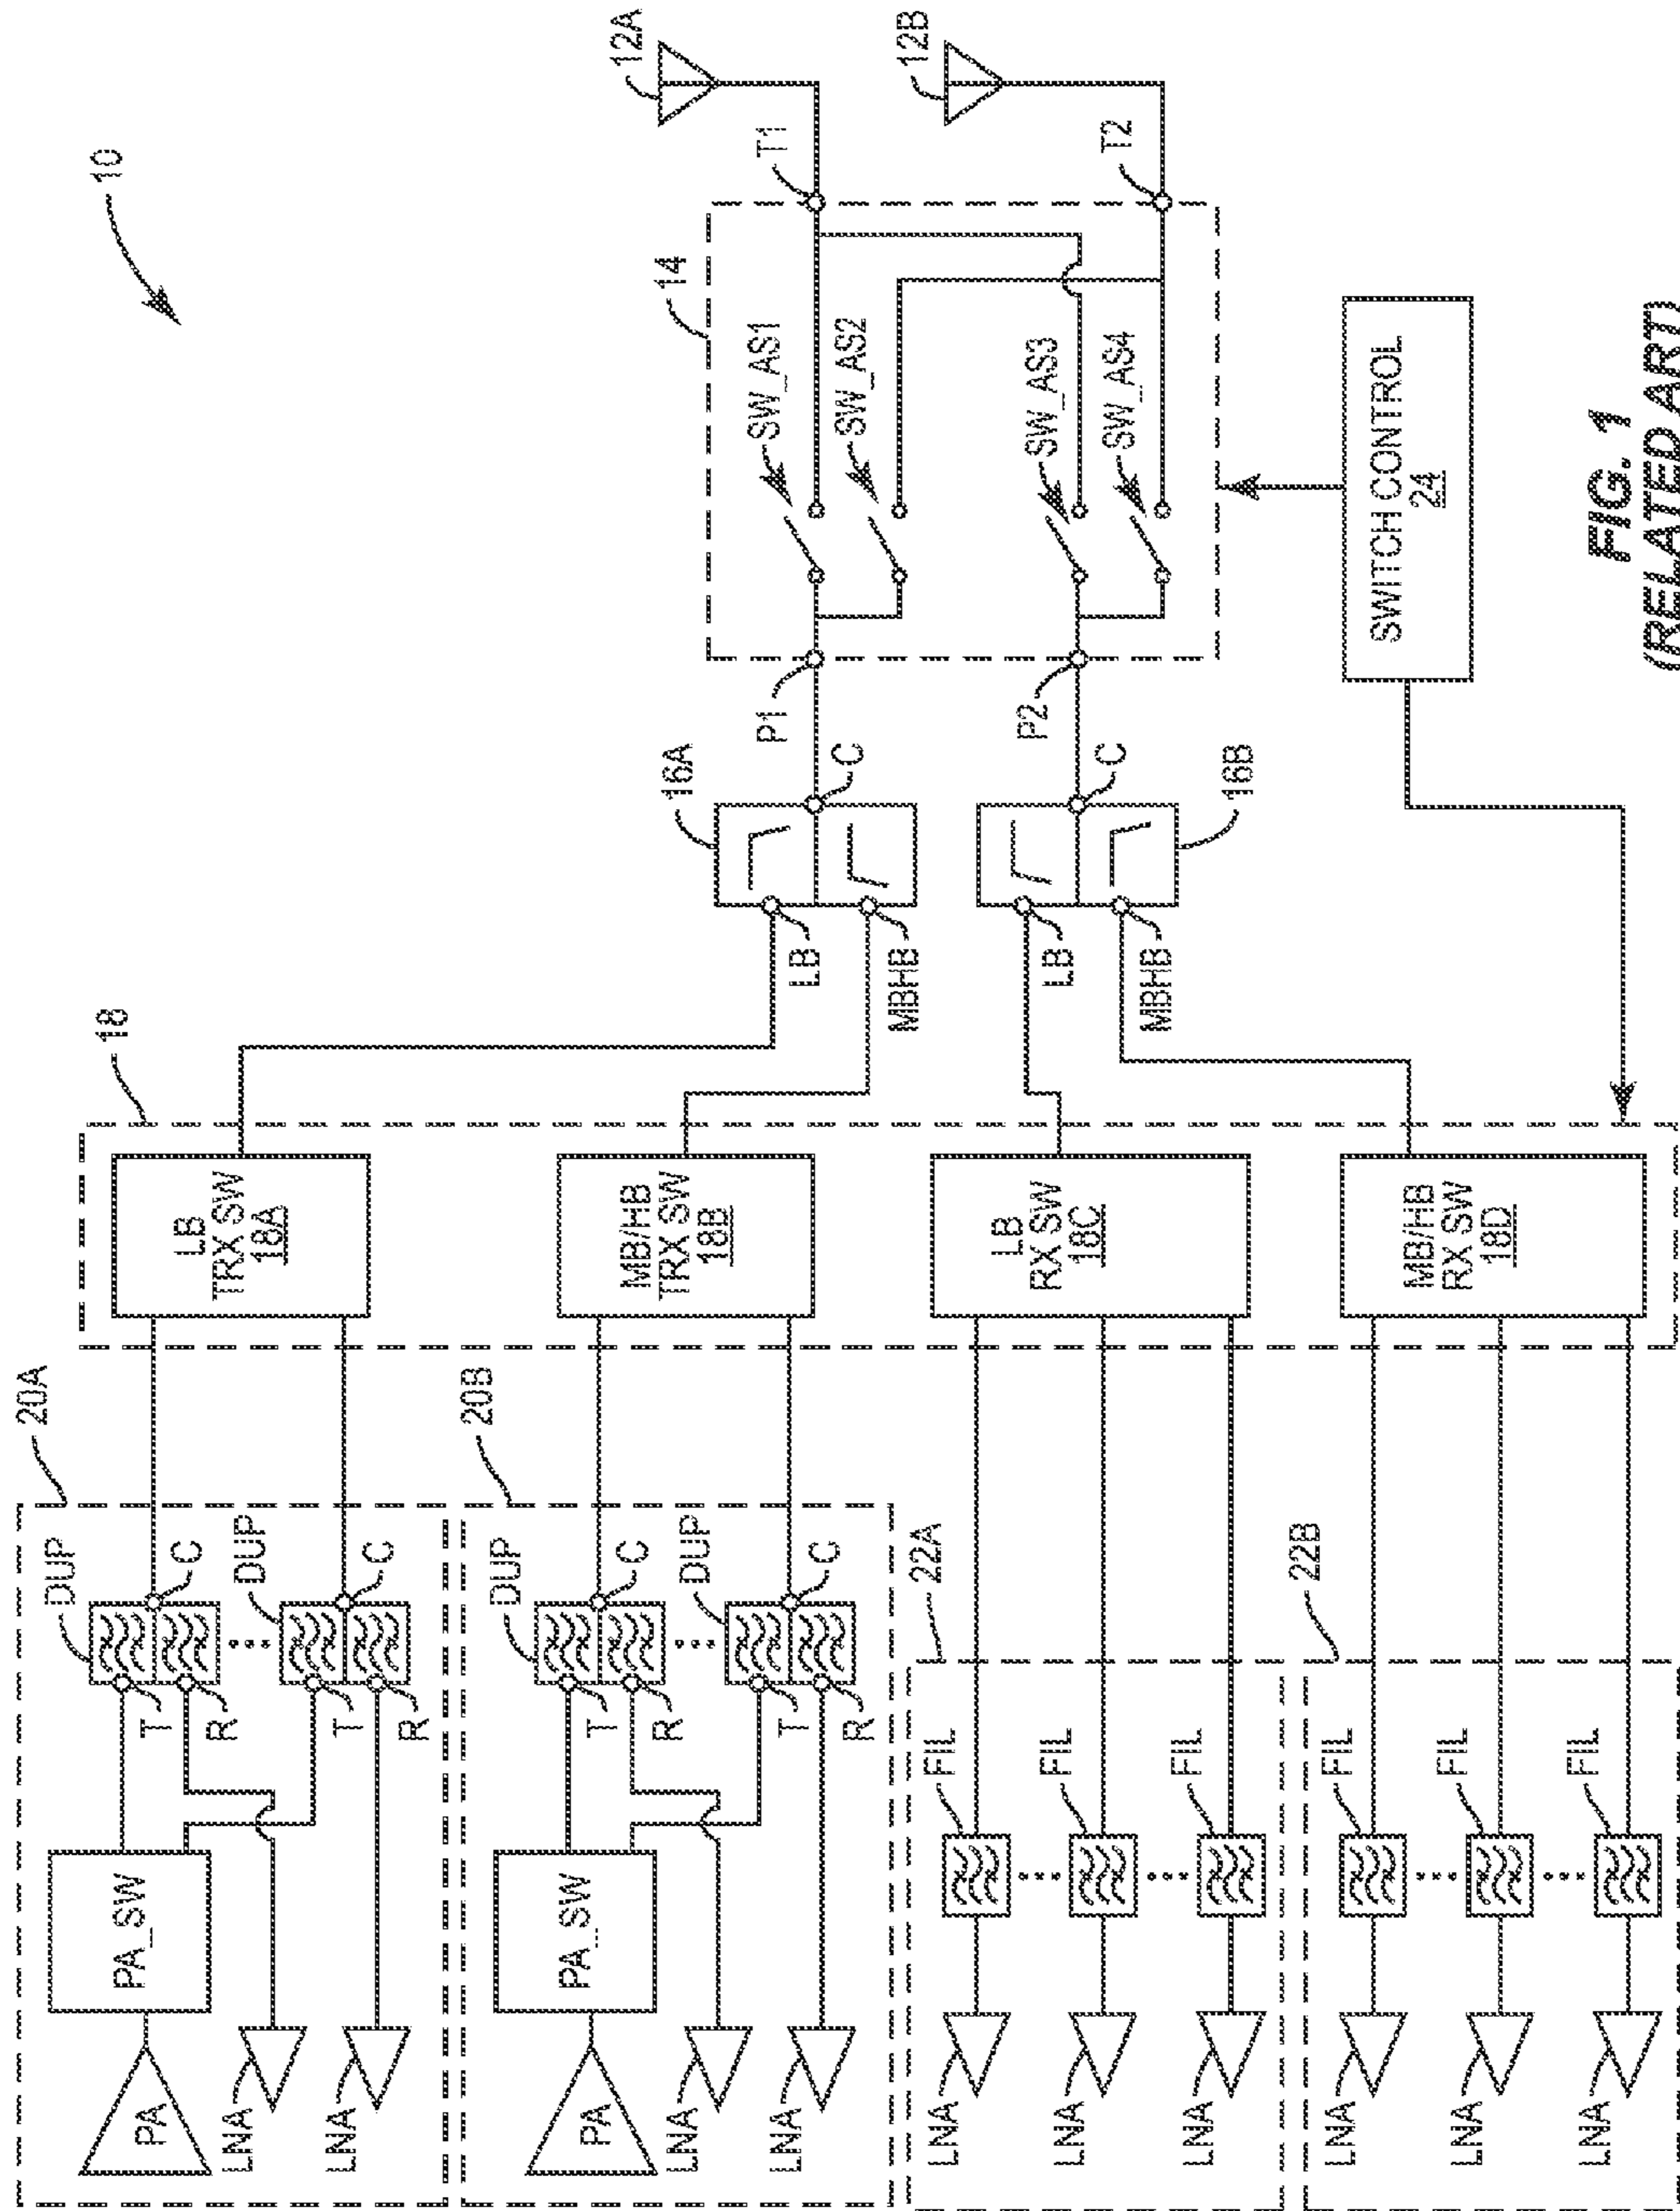 10
20A
DUP
C
DUP
C
T
R
T
R
PA_SW
PA
LNA
LNA
20B
DUP
C
DUP
C
T
R
T
R
PA_SW
PA
LNA
LNA
22A
FIL
FIL
FIL
LNA
LNA
LNA
22B
FIL
FIL
FIL
LNA
LNA
LNA
18
LB
TRX SW
18A
MB/HB
TRX SW
18B
LB
RX SW
18C
MB/HB
RX SW
18D
16A
LB
MBHB
C
16B
LB
MBHB
C
P1
P2
14
SW_AS1
SW_AS2
SW_AS3
SW_AS4
T1
T2
12A
12B
SWITCH CONTROL
24
FIG. 1
(RELATED ART)